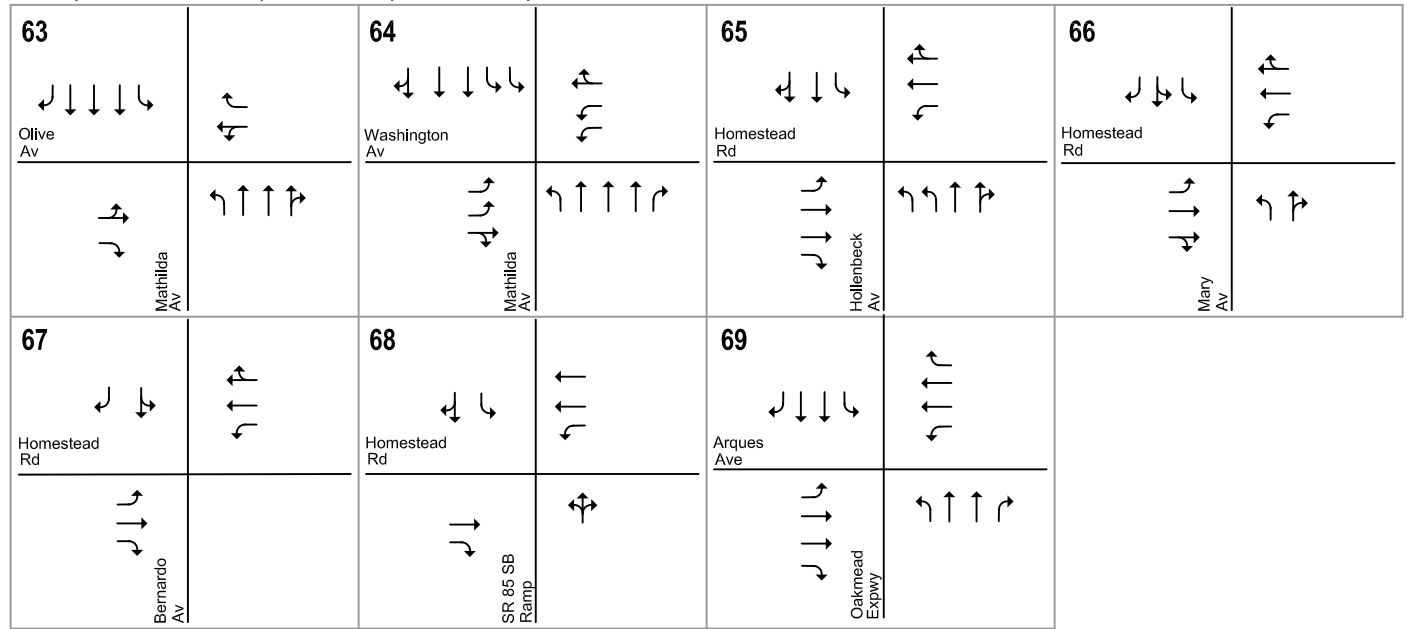 63
Olive
Av
Mathilda
Av
64
Washington
Av
Mathilda
Av
65
Homestead
Rd
Hollenbeck
Av
66
Homestead
Rd
Mary
Av
67
Homestead
Rd
Bernardo
Av
68
Homestead
Rd
SR 85 SB
Ramp
69
Arques
Ave
Oakmead
Expwy